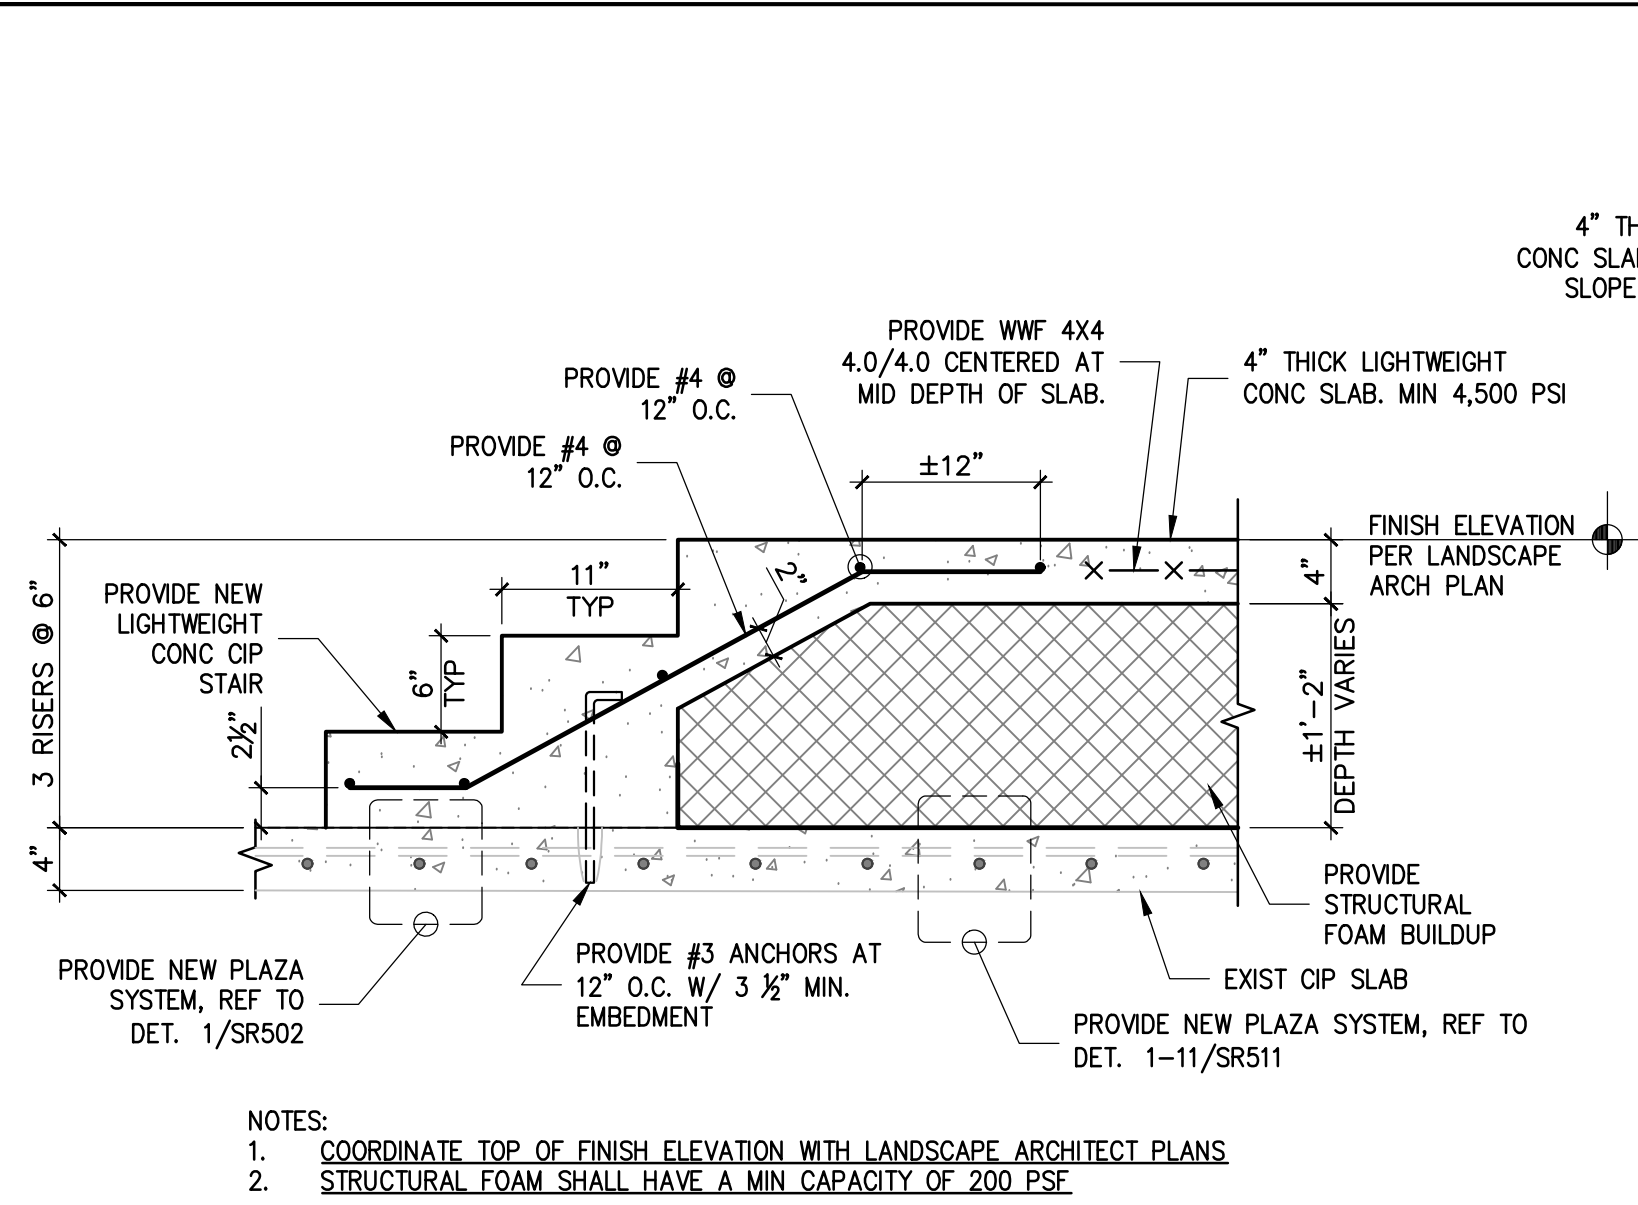 4" TH
CONC SLA
SLOPE
PROVIDE WWF 4X4
4.0/4.0 CENTERED AT
MID DEPTH OF SLAB.
4" THICK LIGHTWEIGHT
CONC SLAB. MIN 4,500 PSI
PROVIDE #4 @
12" O.C.
PROVIDE #4 @
12" O.C.
±12"
FINISH ELEVATION
PER LANDSCAPE
ARCH PLAN
11"
TYP
2"
4"
PROVIDE NEW
LIGHTWEIGHT
CONC CIP
STAIR
3 RISERS @ 6"
6"
TYP
2½"
±1'-2"
DEPTH VARIES
4"
PROVIDE
STRUCTURAL
FOAM BUILDUP
PROVIDE NEW PLAZA
SYSTEM, REF TO
DET. 1/SR502
PROVIDE #3 ANCHORS AT
12" O.C. W/ 3 ½" MIN.
EMBEDMENT
EXIST CIP SLAB
PROVIDE NEW PLAZA SYSTEM, REF TO
DET. 1-11/SR511
NOTES:
1. COORDINATE TOP OF FINISH ELEVATION WITH LANDSCAPE ARCHITECT PLANS
2. STRUCTURAL FOAM SHALL HAVE A MIN CAPACITY OF 200 PSF